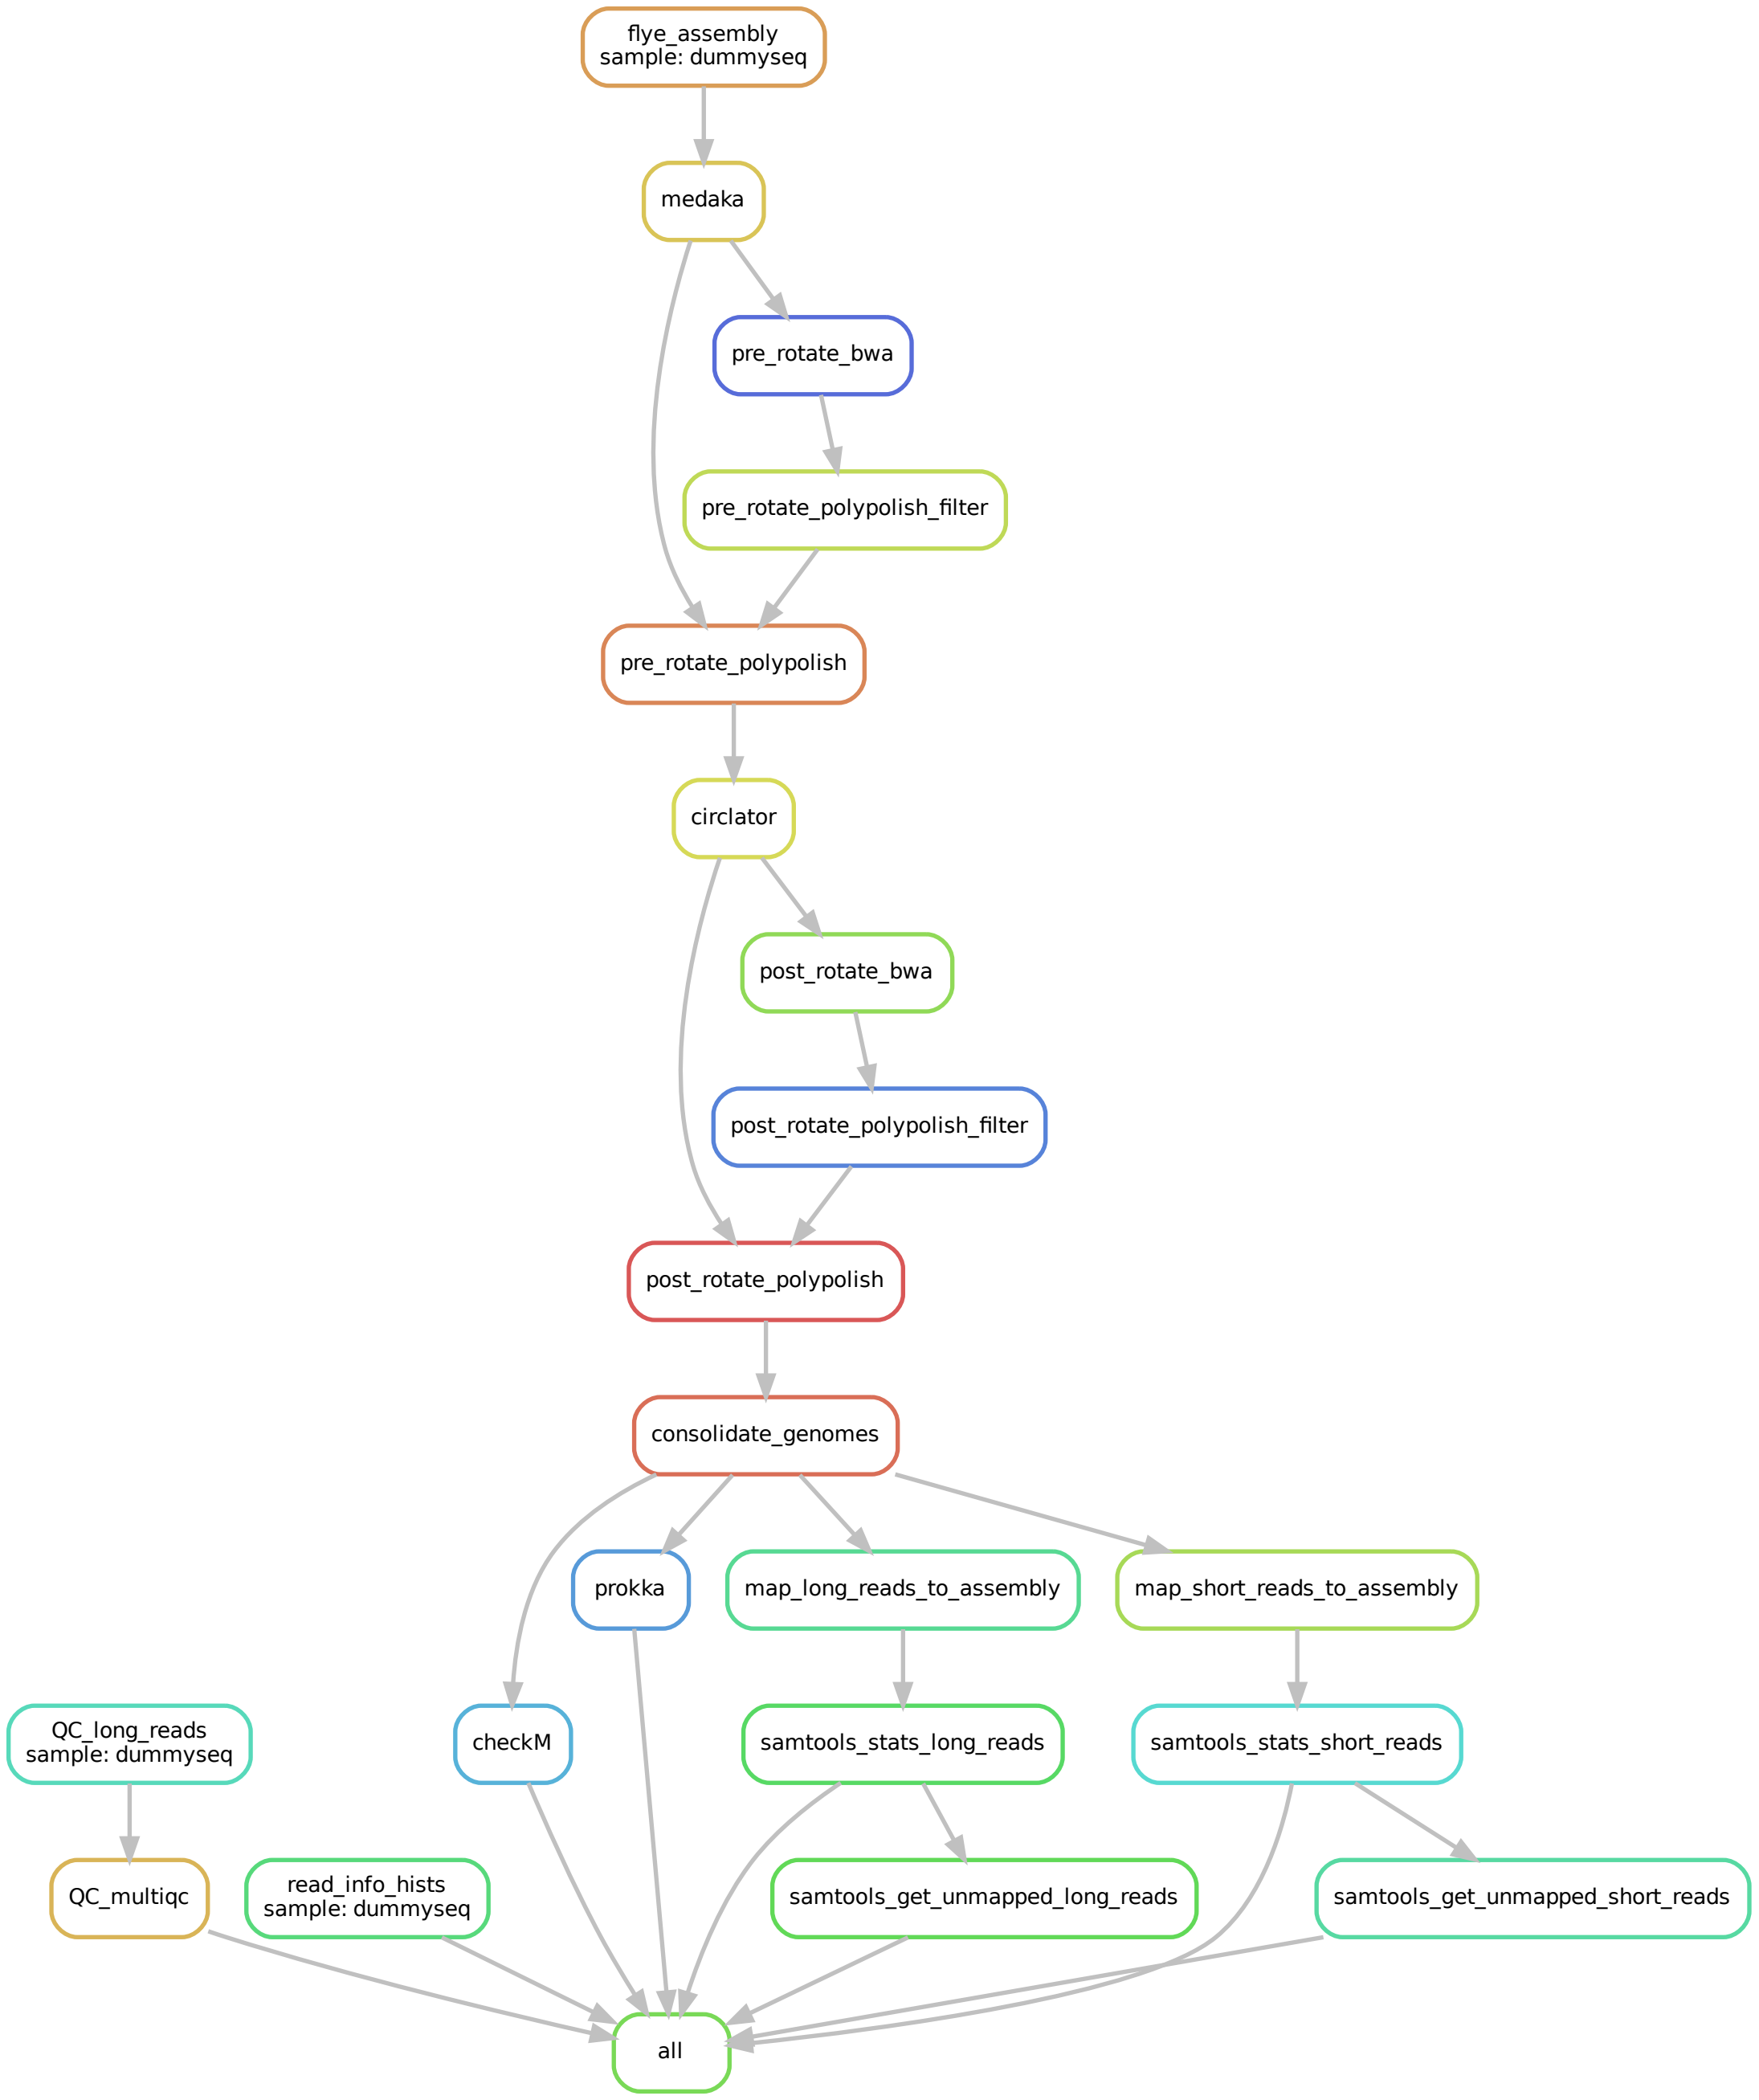 flye_assembly
sample: dummyseq
medaka
pre_rotate_bwa
pre_rotate_polypolish_filter
pre_rotate_polypolish
circlator
post_rotate_bwa
post_rotate_polypolish_filter
post_rotate_polypolish
consolidate_genomes
prokka
map_long_reads_to_assembly
map_short_reads_to_assembly
QC_long_reads
sample: dummyseq
checkM
samtools_stats_long_reads
samtools_stats_short_reads
QC_multiqc
read_info_hists
sample: dummyseq
samtools_get_unmapped_long_reads
samtools_get_unmapped_short_reads
all